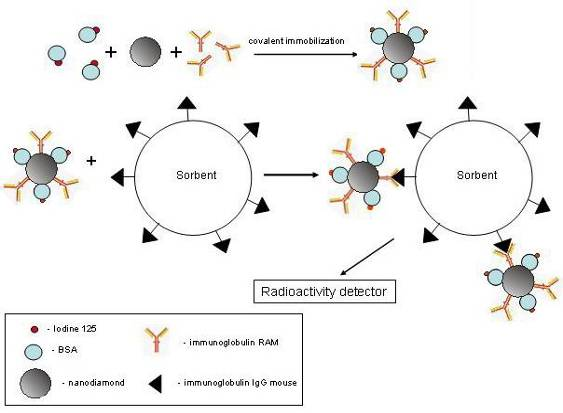 covalent immobilization
Sorbent
Sorbent
Radioactivity detector
- Iodine 125
- BSA
- nanodiamond
- immunoglobulin RAM
- immunoglobulin IgG mouse